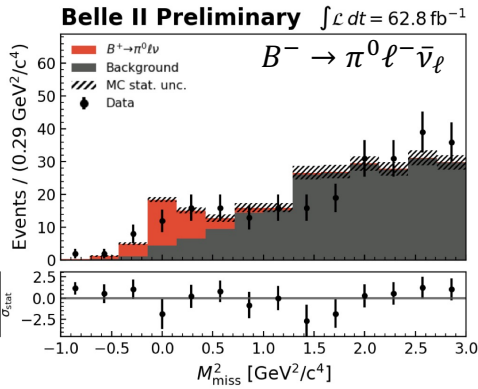 Belle II Preliminary ∫ℒ dt = 62.8 fb⁻¹
B⁻ → π⁰ℓ⁻ν̄ℓ
B⁺→π⁰ℓν
Background
MC stat. unc.
Data
Events / (0.29 GeV²/c⁴)
60
50
40
30
20
10
0
σstat
2.5
0.0
−2.5
−1.0 −0.5 0.0 0.5 1.0 1.5 2.0 2.5 3.0
M²miss [GeV²/c⁴]